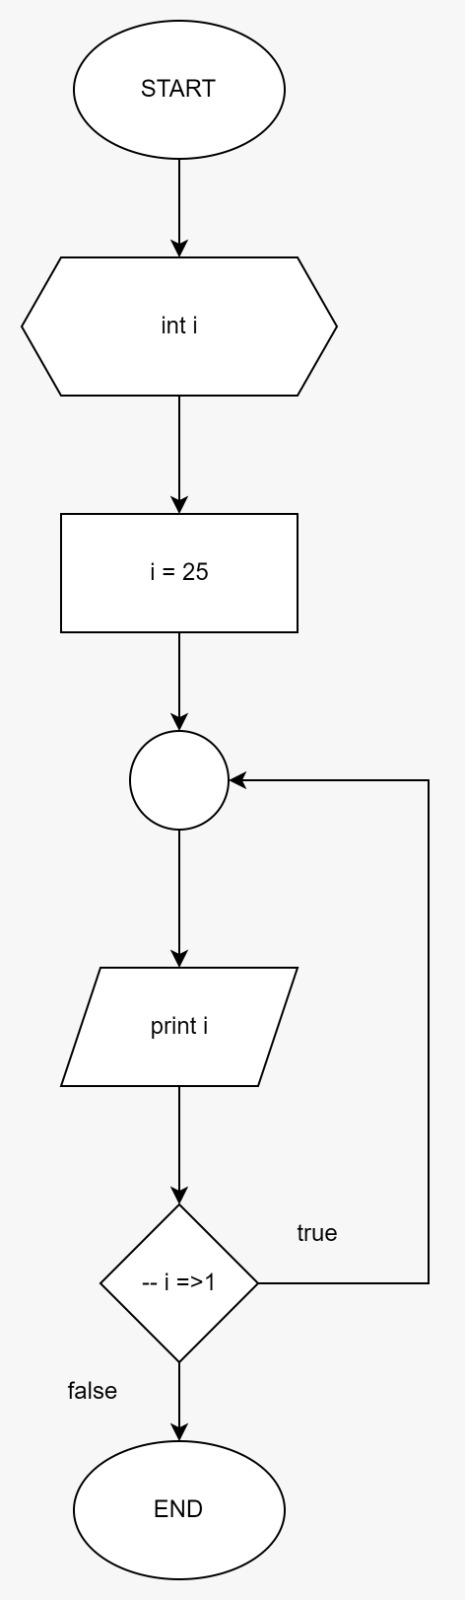 START
int i
i = 25
print i
true
-- i =>1
false
END